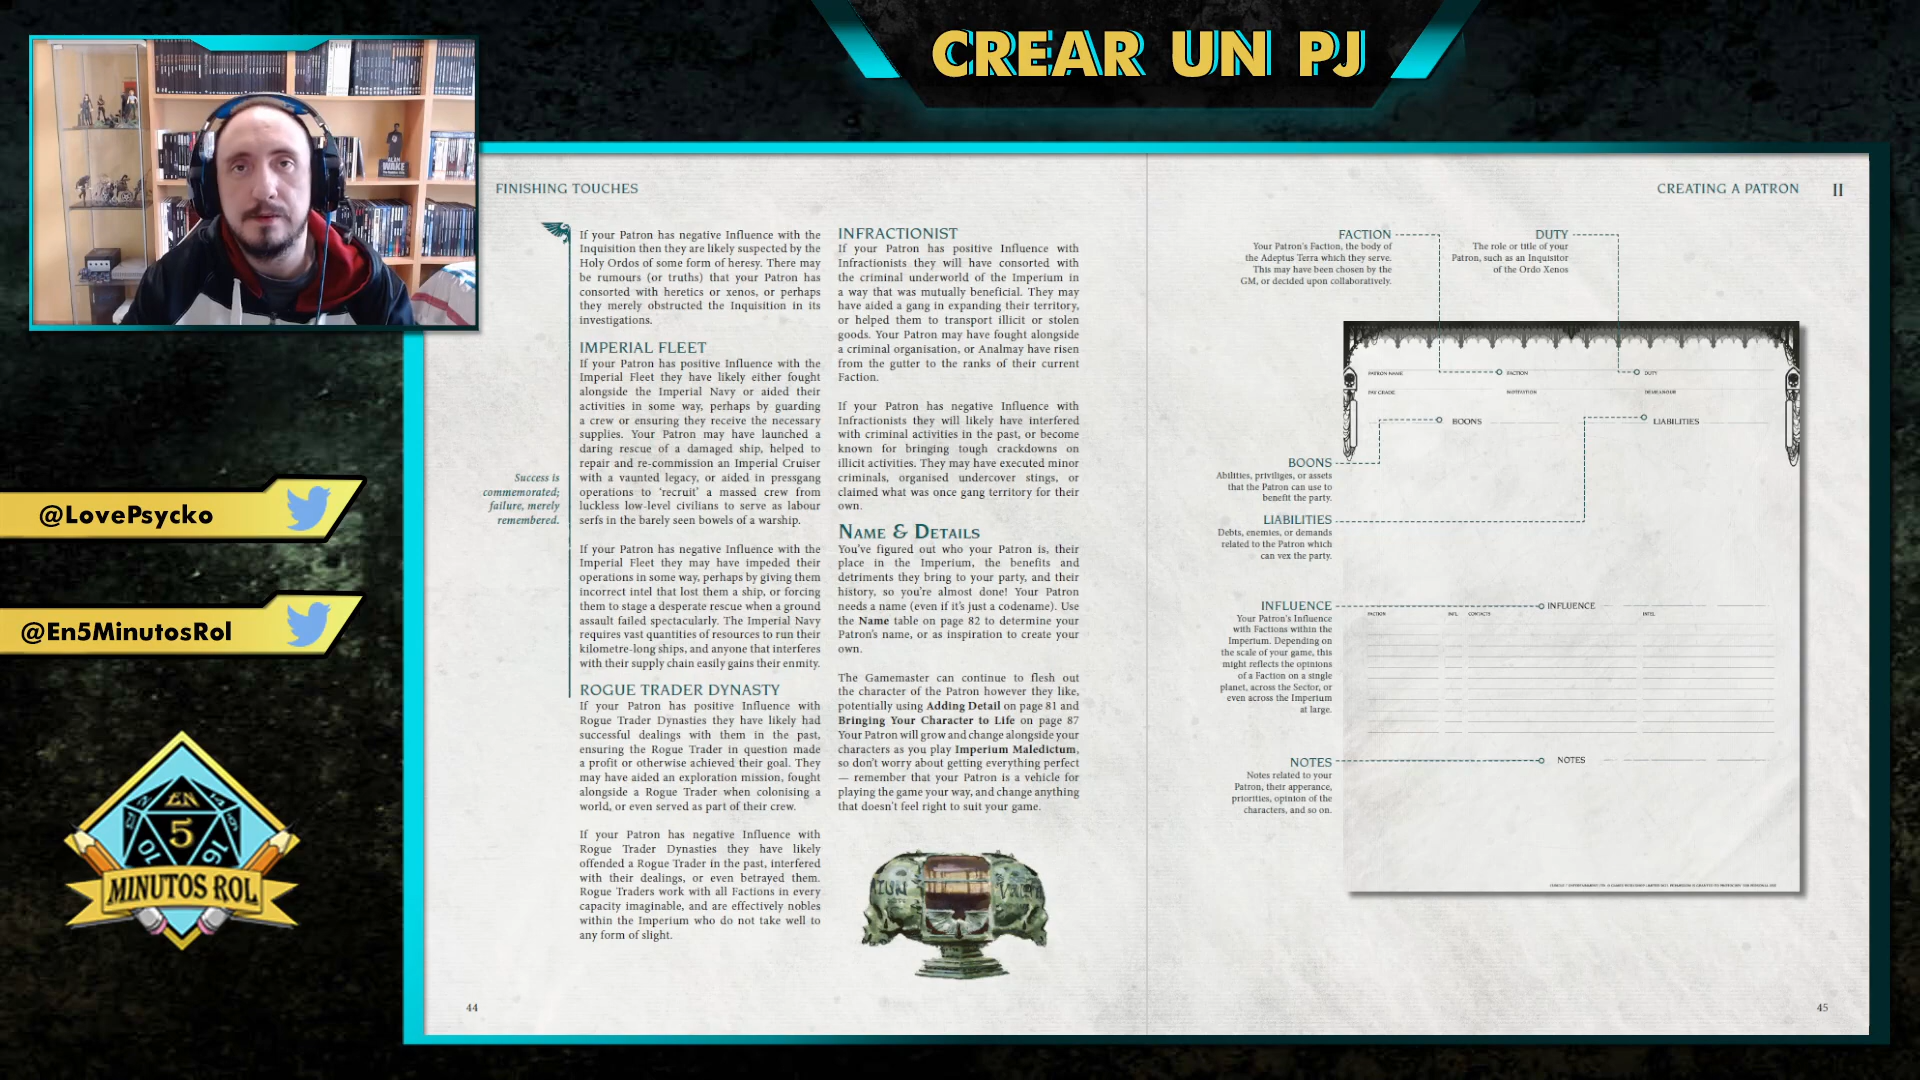 CREAR UN PJ
ALAN
WAKE
@LovePsycko
@En5MinutosRol
EN
5
MINUTOS ROL
FINISHING TOUCHES
Success is
commemorated;
failure, merely
remembered.
If your Patron has negative Influence with the
Inquisition then they are likely suspected by the
Holy Ordos of some form of heresy. There may
be rumours (or truths) that your Patron has
consorted with heretics or xenos, or perhaps
they merely obstructed the Inquisition in its
investigations.
IMPERIAL FLEET
If your Patron has positive Influence with the
Imperial Fleet they have likely either fought
alongside the Imperial Navy or aided their
activities in some way, perhaps by guarding
a crew or ensuring they receive the necessary
supplies. Your Patron may have launched a
daring rescue of a damaged ship, helped to
repair and re-commission an Imperial Cruiser
with a vaunted legacy, or aided in pressgang
operations to 'recruit' a massed crew from
luckless low-level civilians to serve as labour
serfs in the barely seen bowels of a warship.
If your Patron has negative Influence with the
Imperial Fleet they may have impeded their
operations in some way, perhaps by giving them
incorrect intel that lost them a ship, or forcing
them to stage a desperate rescue when a ground
assault failed spectacularly. The Imperial Navy
requires vast quantities of resources to run their
kilometre-long ships, and anyone that interferes
with their supply chain easily gains their enmity.
ROGUE TRADER DYNASTY
If your Patron has positive Influence with
Rogue Trader Dynasties they have likely had
successful dealings with them in the past,
ensuring the Rogue Trader in question made
a profit or otherwise achieved their goal. They
may have aided an exploration mission, fought
alongside a Rogue Trader when colonising a
world, or even served as part of their crew.
If your Patron has negative Influence with
Rogue Trader Dynasties they have likely
offended a Rogue Trader in the past, interfered
with their dealings, or even betrayed them.
Rogue Traders work with all Factions in every
capacity imaginable, and are effectively nobles
within the Imperium who do not take well to
any form of slight.
INFRACTIONIST
If your Patron has positive Influence with
Infractionists they will have consorted with
the criminal underworld of the Imperium in
a way that was mutually beneficial. They may
have aided a gang in expanding their territory,
or helped them to transport illicit or stolen
goods. Your Patron may have fought alongside
a criminal organisation, or Analmay have risen
from the gutter to the ranks of their current
Faction.
If your Patron has negative Influence with
Infractionists they will likely have interfered
with criminal activities in the past, or become
known for bringing tough crackdowns on
illicit activities. They may have executed minor
criminals, organised undercover stings, or
claimed what was once gang territory for their
own.
NAME & DETAILS
You've figured out who your Patron is, their
place in the Imperium, the benefits and
detriments they bring to your party, and their
history, so you're almost done! Your Patron
needs a name (even if it's just a codename). Use
the Name table on page 82 to determine your
Patron's name, or as inspiration to create your
own.
The Gamemaster can continue to flesh out
the character of the Patron however they like,
potentially using Adding Detail on page 81 and
Bringing Your Character to Life on page 87
Your Patron will grow and change alongside your
characters as you play Imperium Maledictum,
so don't worry about getting everything perfect
— remember that your Patron is a vehicle for
playing the game your way, and change anything
that doesn't feel right to suit your game.
44
CREATING A PATRON II
FACTION
Your Patron's Faction, the body of
the Adeptus Terra which they serve.
This may have been chosen by the
GM, or decided upon collaboratively.
DUTY
The role or title of your
Patron, such as an Inquisitor
of the Ordo Xenos
PATRON NAME FACTION DUTY
PAY GRADE MOTIVATION DEMEANOUR
BOONS LIABILITIES
BOONS
Abilities, priviliges, or assets
that the Patron can use to
benefit the party.
LIABILITIES
Debts, enemies, or demands
related to the Patron which
can vex the party.
INFLUENCE
Your Patron's Influence
with Factions within the
Imperium. Depending on
the scale of your game, this
might reflects the opinions
of a Faction on a single
planet, across the Sector, or
even across the Imperium
at large.
INFLUENCE
FACTION INFL. CONTACTS INTEL
NOTES
Notes related to your
Patron, their apperance,
priorities, opinion of the
characters, and so on.
NOTES
45